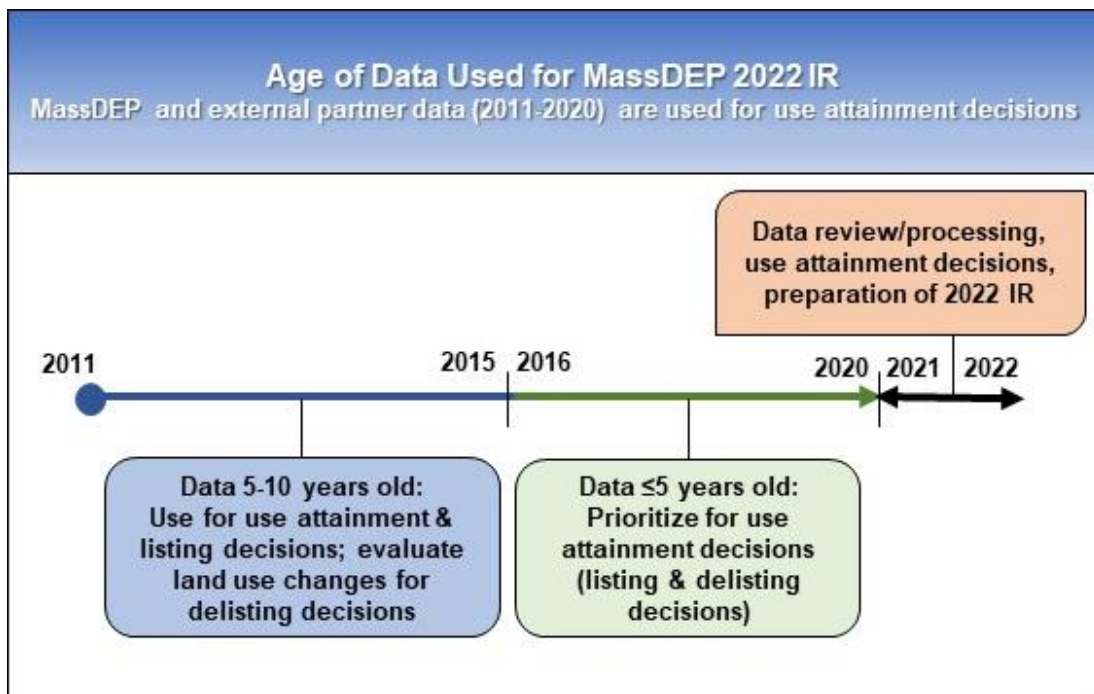 Age of Data Used for MassDEP 2022 IR
MassDEP and external partner data (2011-2020) are used for use attainment decisions
Data review/processing,
use attainment decisions,
preparation of 2022 IR
2011
2015
2016
2020
2021
2022
Data 5-10 years old:
Use for use attainment &
listing decisions; evaluate
land use changes for
delisting decisions
Data ≤5 years old:
Prioritize for use
attainment decisions
(listing & delisting
decisions)